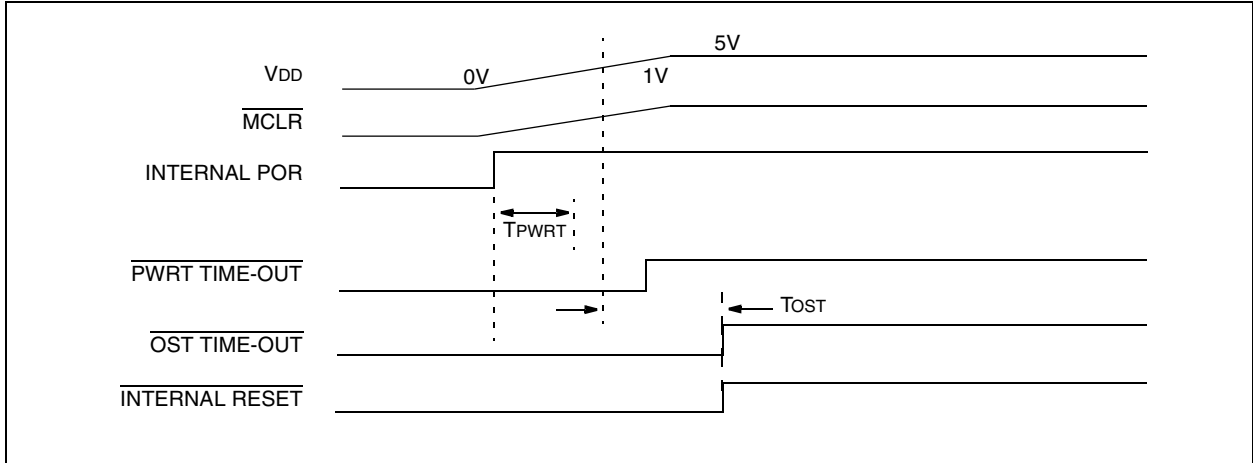 5V
VDD
0V
1V
MCLR
INTERNAL POR
TPWRT
PWRT TIME-OUT
TOST
OST TIME-OUT
INTERNAL RESET